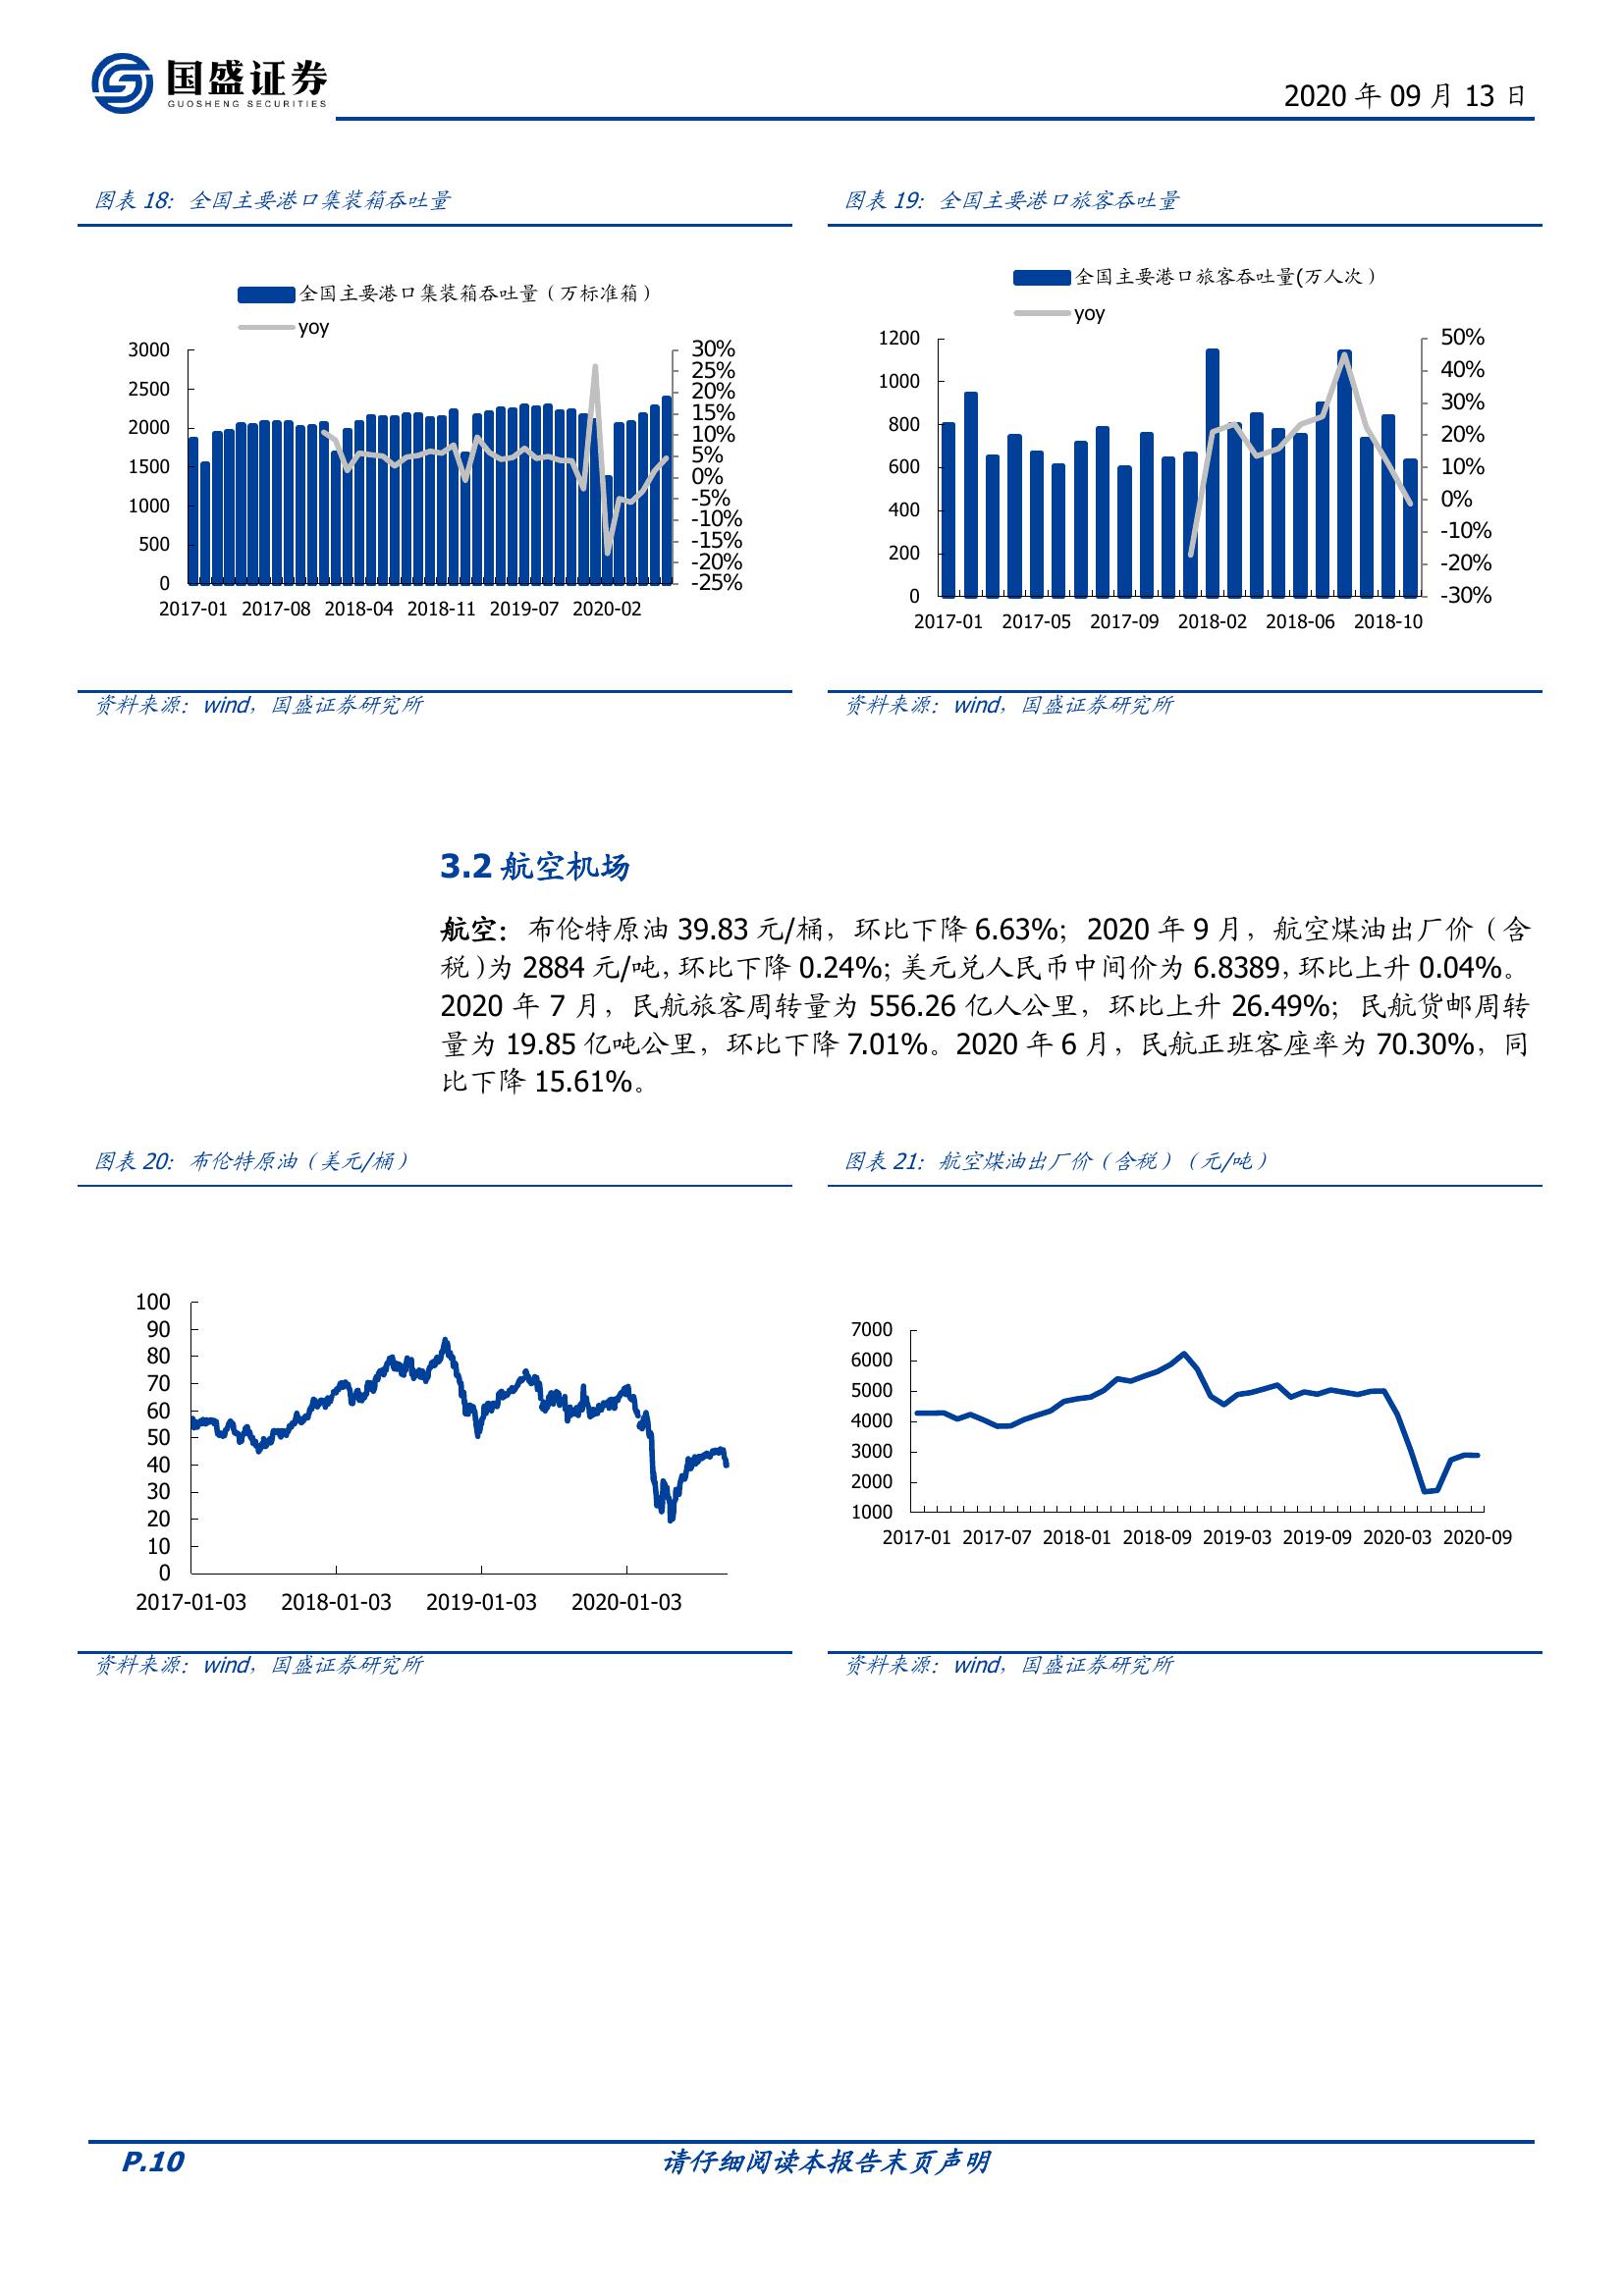 国盛证券
GUOSHENG SECURITIES
2020 年 09 月 13 日
图表 18：全国主要港口集装箱吞吐量
全国主要港口集装箱吞吐量（万标准箱）
yoy
3000
2500
2000
1500
1000
500
0
30%
25%
20%
15%
10%
5%
0%
-5%
-10%
-15%
-20%
-25%
2017-01 2017-08 2018-04 2018-11 2019-07 2020-02
资料来源：wind，国盛证券研究所
图表 19：全国主要港口旅客吞吐量
全国主要港口旅客吞吐量(万人次）
yoy
1200
1000
800
600
400
200
0
50%
40%
30%
20%
10%
0%
-10%
-20%
-30%
2017-01 2017-05 2017-09 2018-02 2018-06 2018-10
资料来源：wind，国盛证券研究所
3.2 航空机场
航空：布伦特原油 39.83 元/桶，环比下降 6.63%；2020 年 9 月，航空煤油出厂价（含
税）为 2884 元/吨，环比下降 0.24%；美元兑人民币中间价为 6.8389，环比上升 0.04%。
2020 年 7 月，民航旅客周转量为 556.26 亿人公里，环比上升 26.49%；民航货邮周转
量为 19.85 亿吨公里，环比下降 7.01%。2020 年 6 月，民航正班客座率为 70.30%，同
比下降 15.61%。
图表 20：布伦特原油（美元/桶）
100
90
80
70
60
50
40
30
20
10
0
2017-01-03 2018-01-03 2019-01-03 2020-01-03
资料来源：wind，国盛证券研究所
图表 21：航空煤油出厂价（含税）（元/吨）
7000
6000
5000
4000
3000
2000
1000
2017-01 2017-07 2018-01 2018-09 2019-03 2019-09 2020-03 2020-09
资料来源：wind，国盛证券研究所
P.10
请仔细阅读本报告末页声明